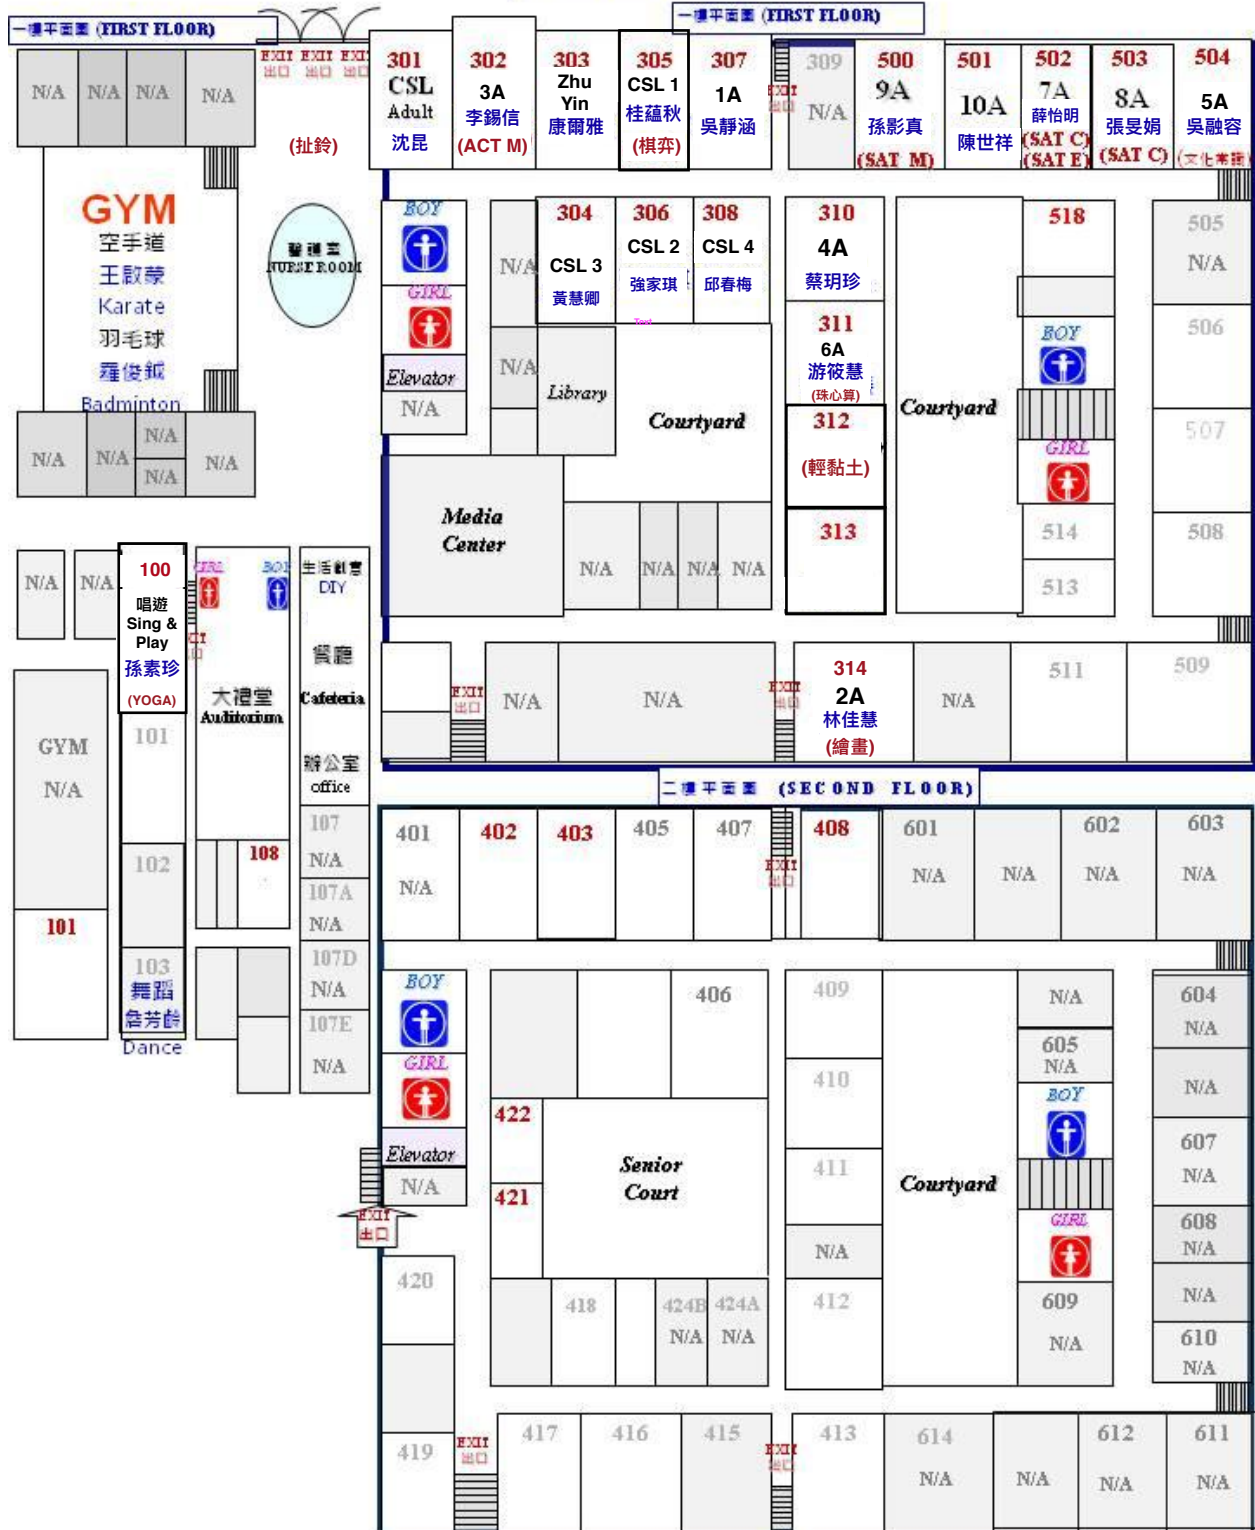 一樓平面圖 (FIRST FLOOR)
一樓平面圖 (FIRST FLOOR)
N/A N/A N/A N/A
EXIT EXIT EXIT
出口 出口 出口
(扯鈴)
301
CSL
Adult
沈昆
302
3A
李錫信
(ACT M)
303
Zhu
Yin
康爾雅
305
CSL 1
桂蘊秋
(棋弈)
307
1A
吳靜涵
EXIT
出口
309
N/A
500
9A
孫影真
(SAT M)
501
10A
陳世祥
502
7A
薛怡明
(SAT C)
(SAT E)
503
8A
張旻娟
(SAT C)
504
5A
吳融容
(文化常識)
GYM
空手道
王啟蒙
Karate
羽毛球
羅俊鉞
Badminton
醫護室
NURSE ROOM
BOY
GIRL
Elevator
N/A
N/A
N/A
304
CSL 3
黃慧卿
306
CSL 2
強家琪
Text
308
CSL 4
邱春梅
Library
Courtyard
310
4A
蔡玥珍
311
6A
游筱慧
(珠心算)
312
(輕黏土)
313
Courtyard
518
BOY
GIRL
514
513
505
N/A
506
507
508
N/A N/A N/A N/A N/A
Media
Center
N/A N/A N/A N/A
N/A N/A
100
唱遊
Sing &
Play
孫素珍
(YOGA)
GIRL BOY
大禮堂
Auditorium
生活創意
DIY
餐廳
Cafeteria
辦公室
office
EXIT
出口
N/A
N/A
EXIT
出口
314
2A
林佳慧
(繪畫)
N/A
511
509
GYM
N/A
101
101
102
103
舞蹈
詹芳齡
Dance
108
107
N/A
107A
N/A
107D
N/A
107E
N/A
二樓平面圖 (SECOND FLOOR)
401
N/A
402
403
405
407
EXIT
出口
408
601
N/A
N/A
602
N/A
603
N/A
BOY
GIRL
Elevator
N/A
EXIT
出口
406
422
421
Senior
Court
409
410
411
N/A
412
Courtyard
N/A
605
N/A
BOY
GIRL
609
N/A
604
N/A
N/A
607
N/A
608
N/A
N/A
610
N/A
420
419
418
424B
N/A
424A
N/A
EXIT
出口
417
416
415
EXIT
出口
413
614
N/A
N/A
612
N/A
611
N/A